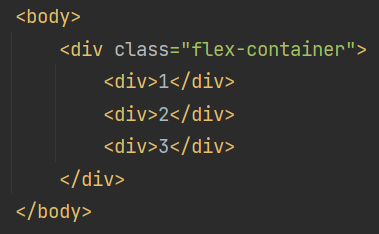 <body>
    <div class="flex-container">
        <div>1</div>
        <div>2</div>
        <div>3</div>
    </div>
</body>